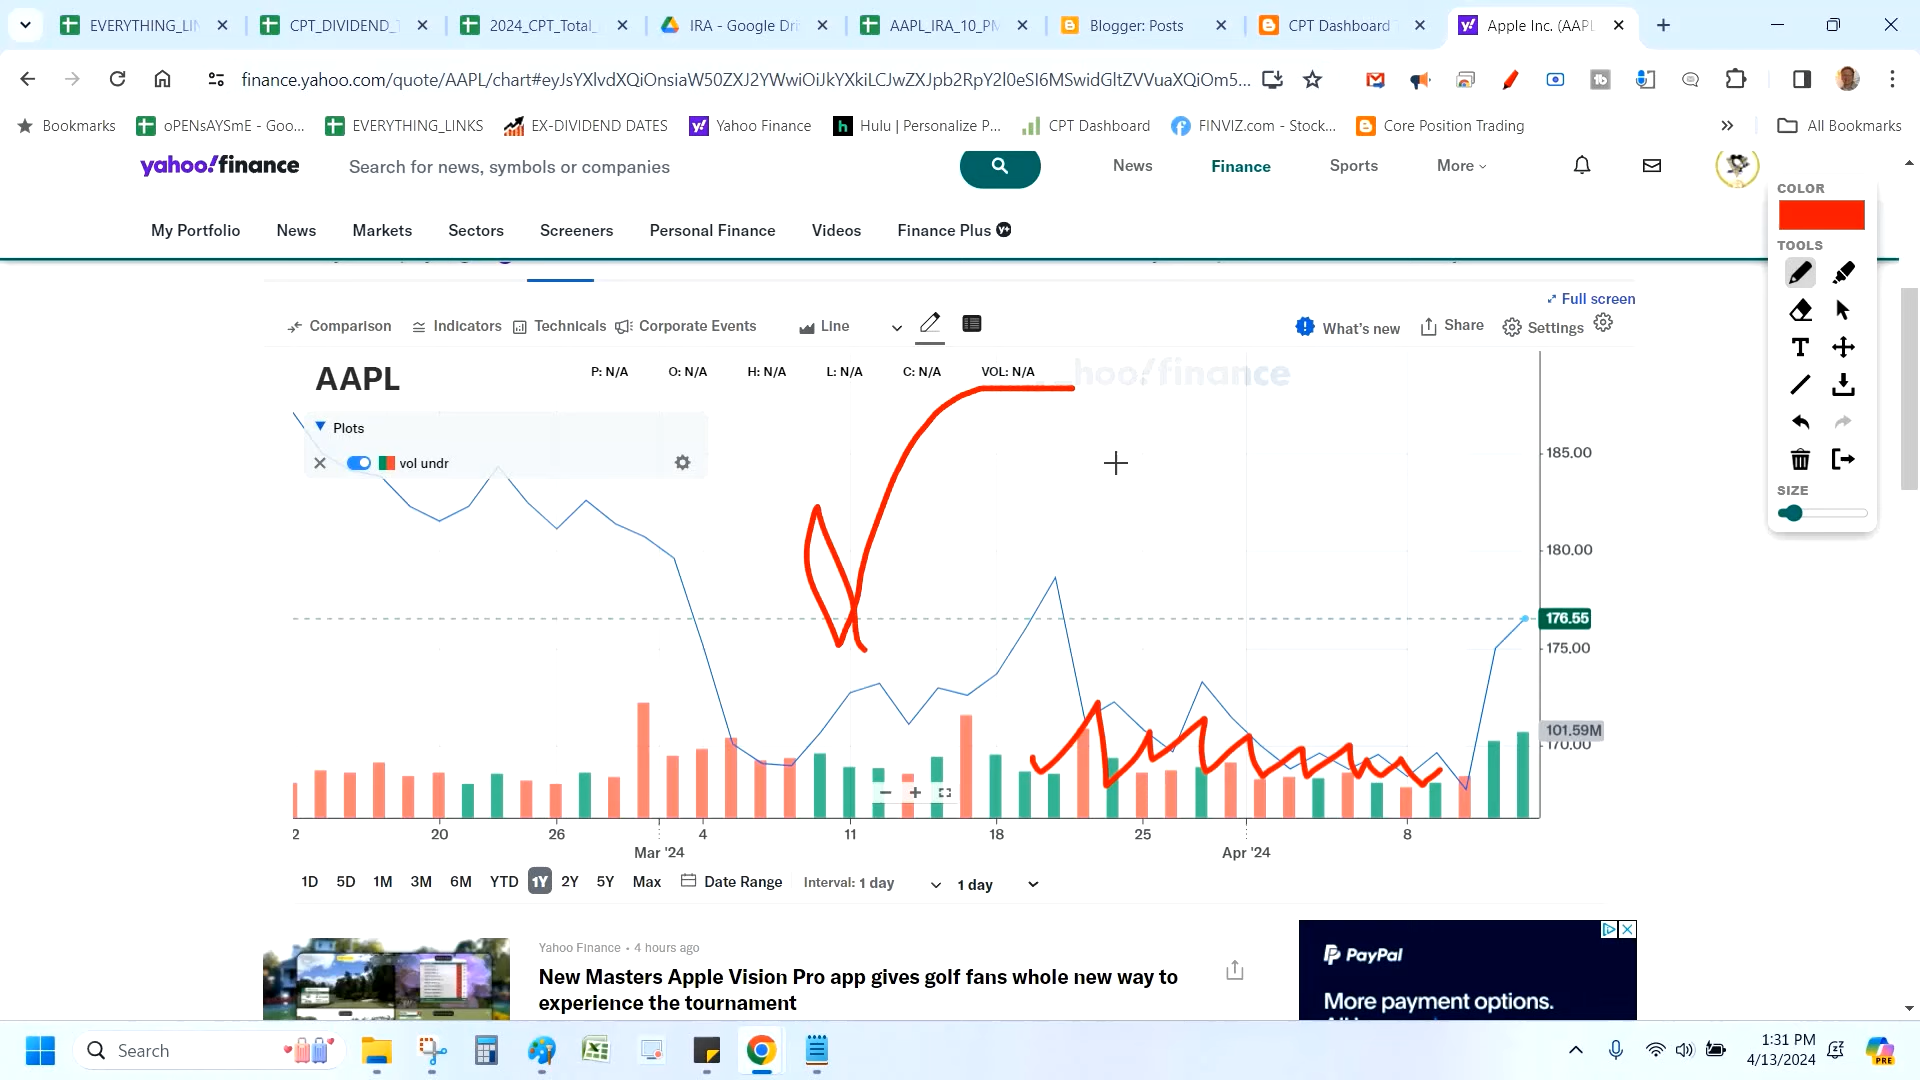 EVERYTHING_LIN
CPT_DIVIDEND_
2024_CPT_Total_
IRA - Google Dri
AAPL_IRA_10_PM
Blogger: Posts
CPT Dashboard
Apple Inc. (AAPL
finance.yahoo.com/quote/AAPL/chart#eyJsYXlvdXQiOnsiaW50ZXJ2YWwiOiJkYXkiLCJwZXJpb2RpY2l0eSI6MSwidGltZVVuaXQiOm5...
Bookmarks
oPENsAYSmE - Goo...
EVERYTHING_LINKS
EX-DIVIDEND DATES
Yahoo Finance
Hulu | Personalize P...
CPT Dashboard
FINVIZ.com - Stock...
Core Position Trading
All Bookmarks
yahoo!finance
Search for news, symbols or companies
News
Finance
Sports
More
My Portfolio
News
Markets
Sectors
Screeners
Personal Finance
Videos
Finance Plus
COLOR
TOOLS
SIZE
Full screen
Comparison
Indicators
Technicals
Corporate Events
Line
What's new
Share
Settings
AAPL
P: N/A
O: N/A
H: N/A
L: N/A
C: N/A
VOL: N/A
hoo!finance
Plots
vol undr
185.00
180.00
176.55
175.00
101.59M
170.00
2
20
26
4
11
18
25
8
Mar '24
Apr '24
1D
5D
1M
3M
6M
YTD
1Y
2Y
5Y
Max
Date Range
Interval: 1 day
1 day
Yahoo Finance • 4 hours ago
New Masters Apple Vision Pro app gives golf fans whole new way to
experience the tournament
PayPal
More payment options.
Search
1:31 PM
4/13/2024
PRE